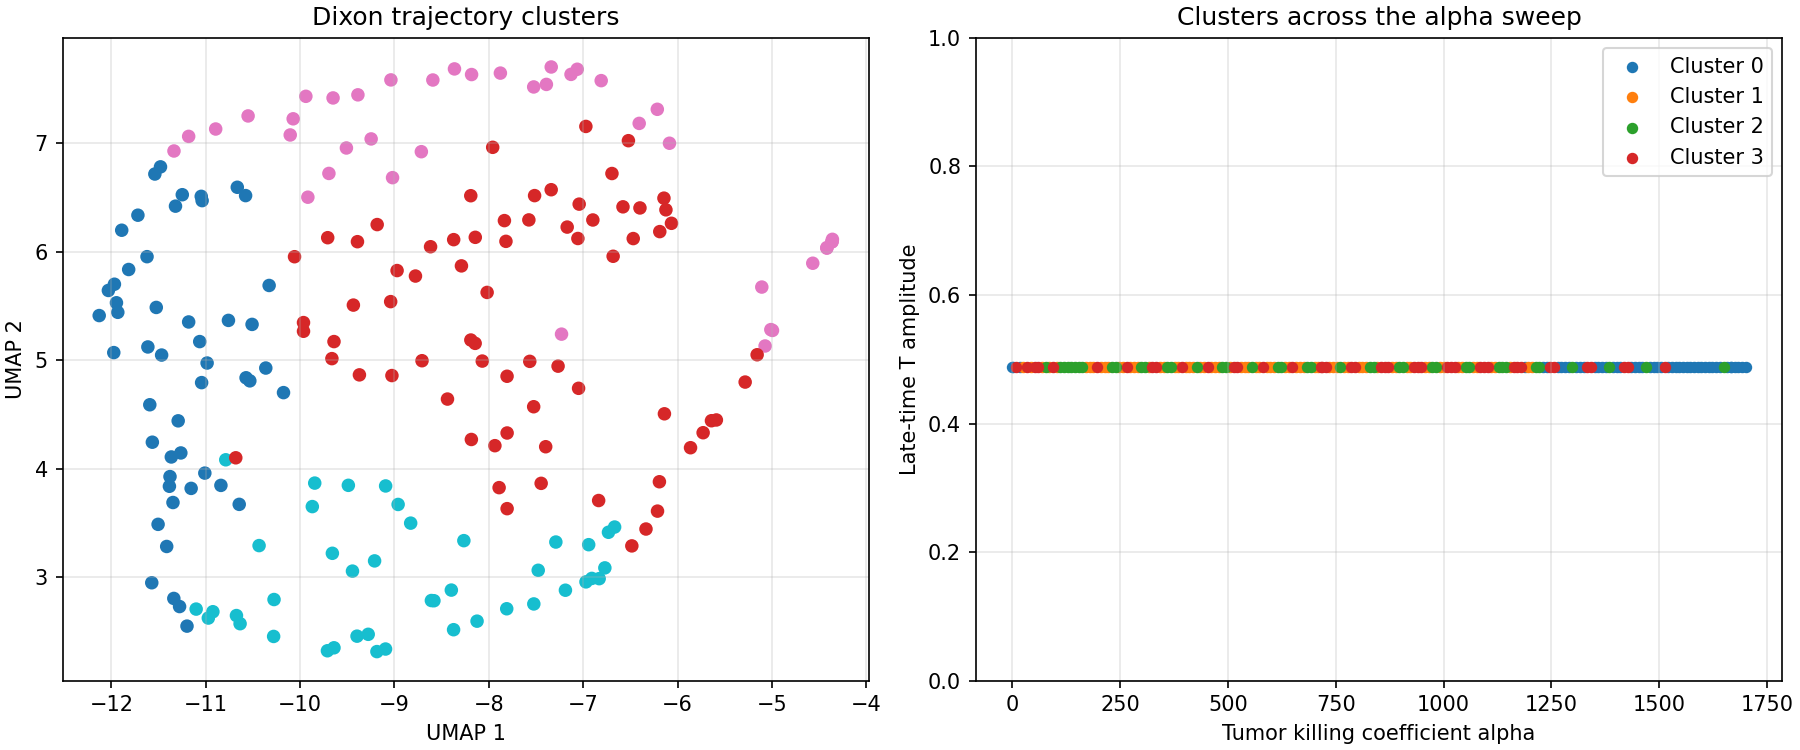 Dixon trajectory clusters
7
6
5
4
3
UMAP 2
−12
−11
−10
−9
−8
−7
−6
−5
−4
UMAP 1
Clusters across the alpha sweep
1.0
0.8
0.6
0.4
0.2
0.0
Late-time T amplitude
Cluster 0
Cluster 1
Cluster 2
Cluster 3
0
250
500
750
1000
1250
1500
1750
Tumor killing coefficient alpha